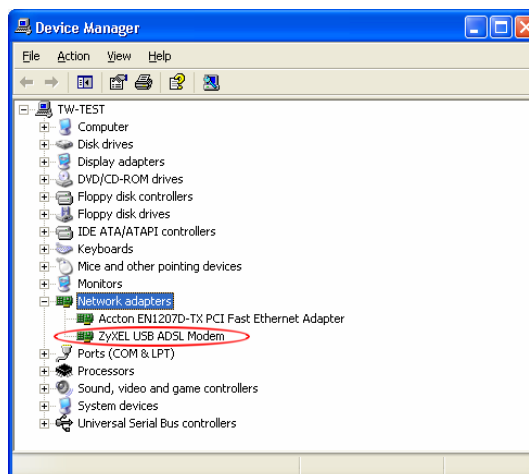 Device Manager
File Action View Help
TW-TEST
Computer
Disk drives
Display adapters
DVD/CD-ROM drives
Floppy disk controllers
Floppy disk drives
IDE ATA/ATAPI controllers
Keyboards
Mice and other pointing devices
Monitors
Network adapters
Accton EN1207D-TX PCI Fast Ethernet Adapter
ZyXEL USB ADSL Modem
Ports (COM & LPT)
Processors
Sound, video and game controllers
System devices
Universal Serial Bus controllers